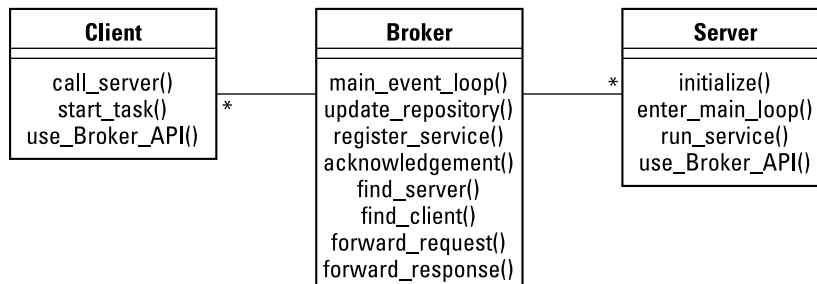 Client
call_server()
start_task()
use_Broker_API()
*
Broker
main_event_loop()
update_repository()
register_service()
acknowledgement()
find_server()
find_client()
forward_request()
forward_response()
*
Server
initialize()
enter_main_loop()
run_service()
use_Broker_API()